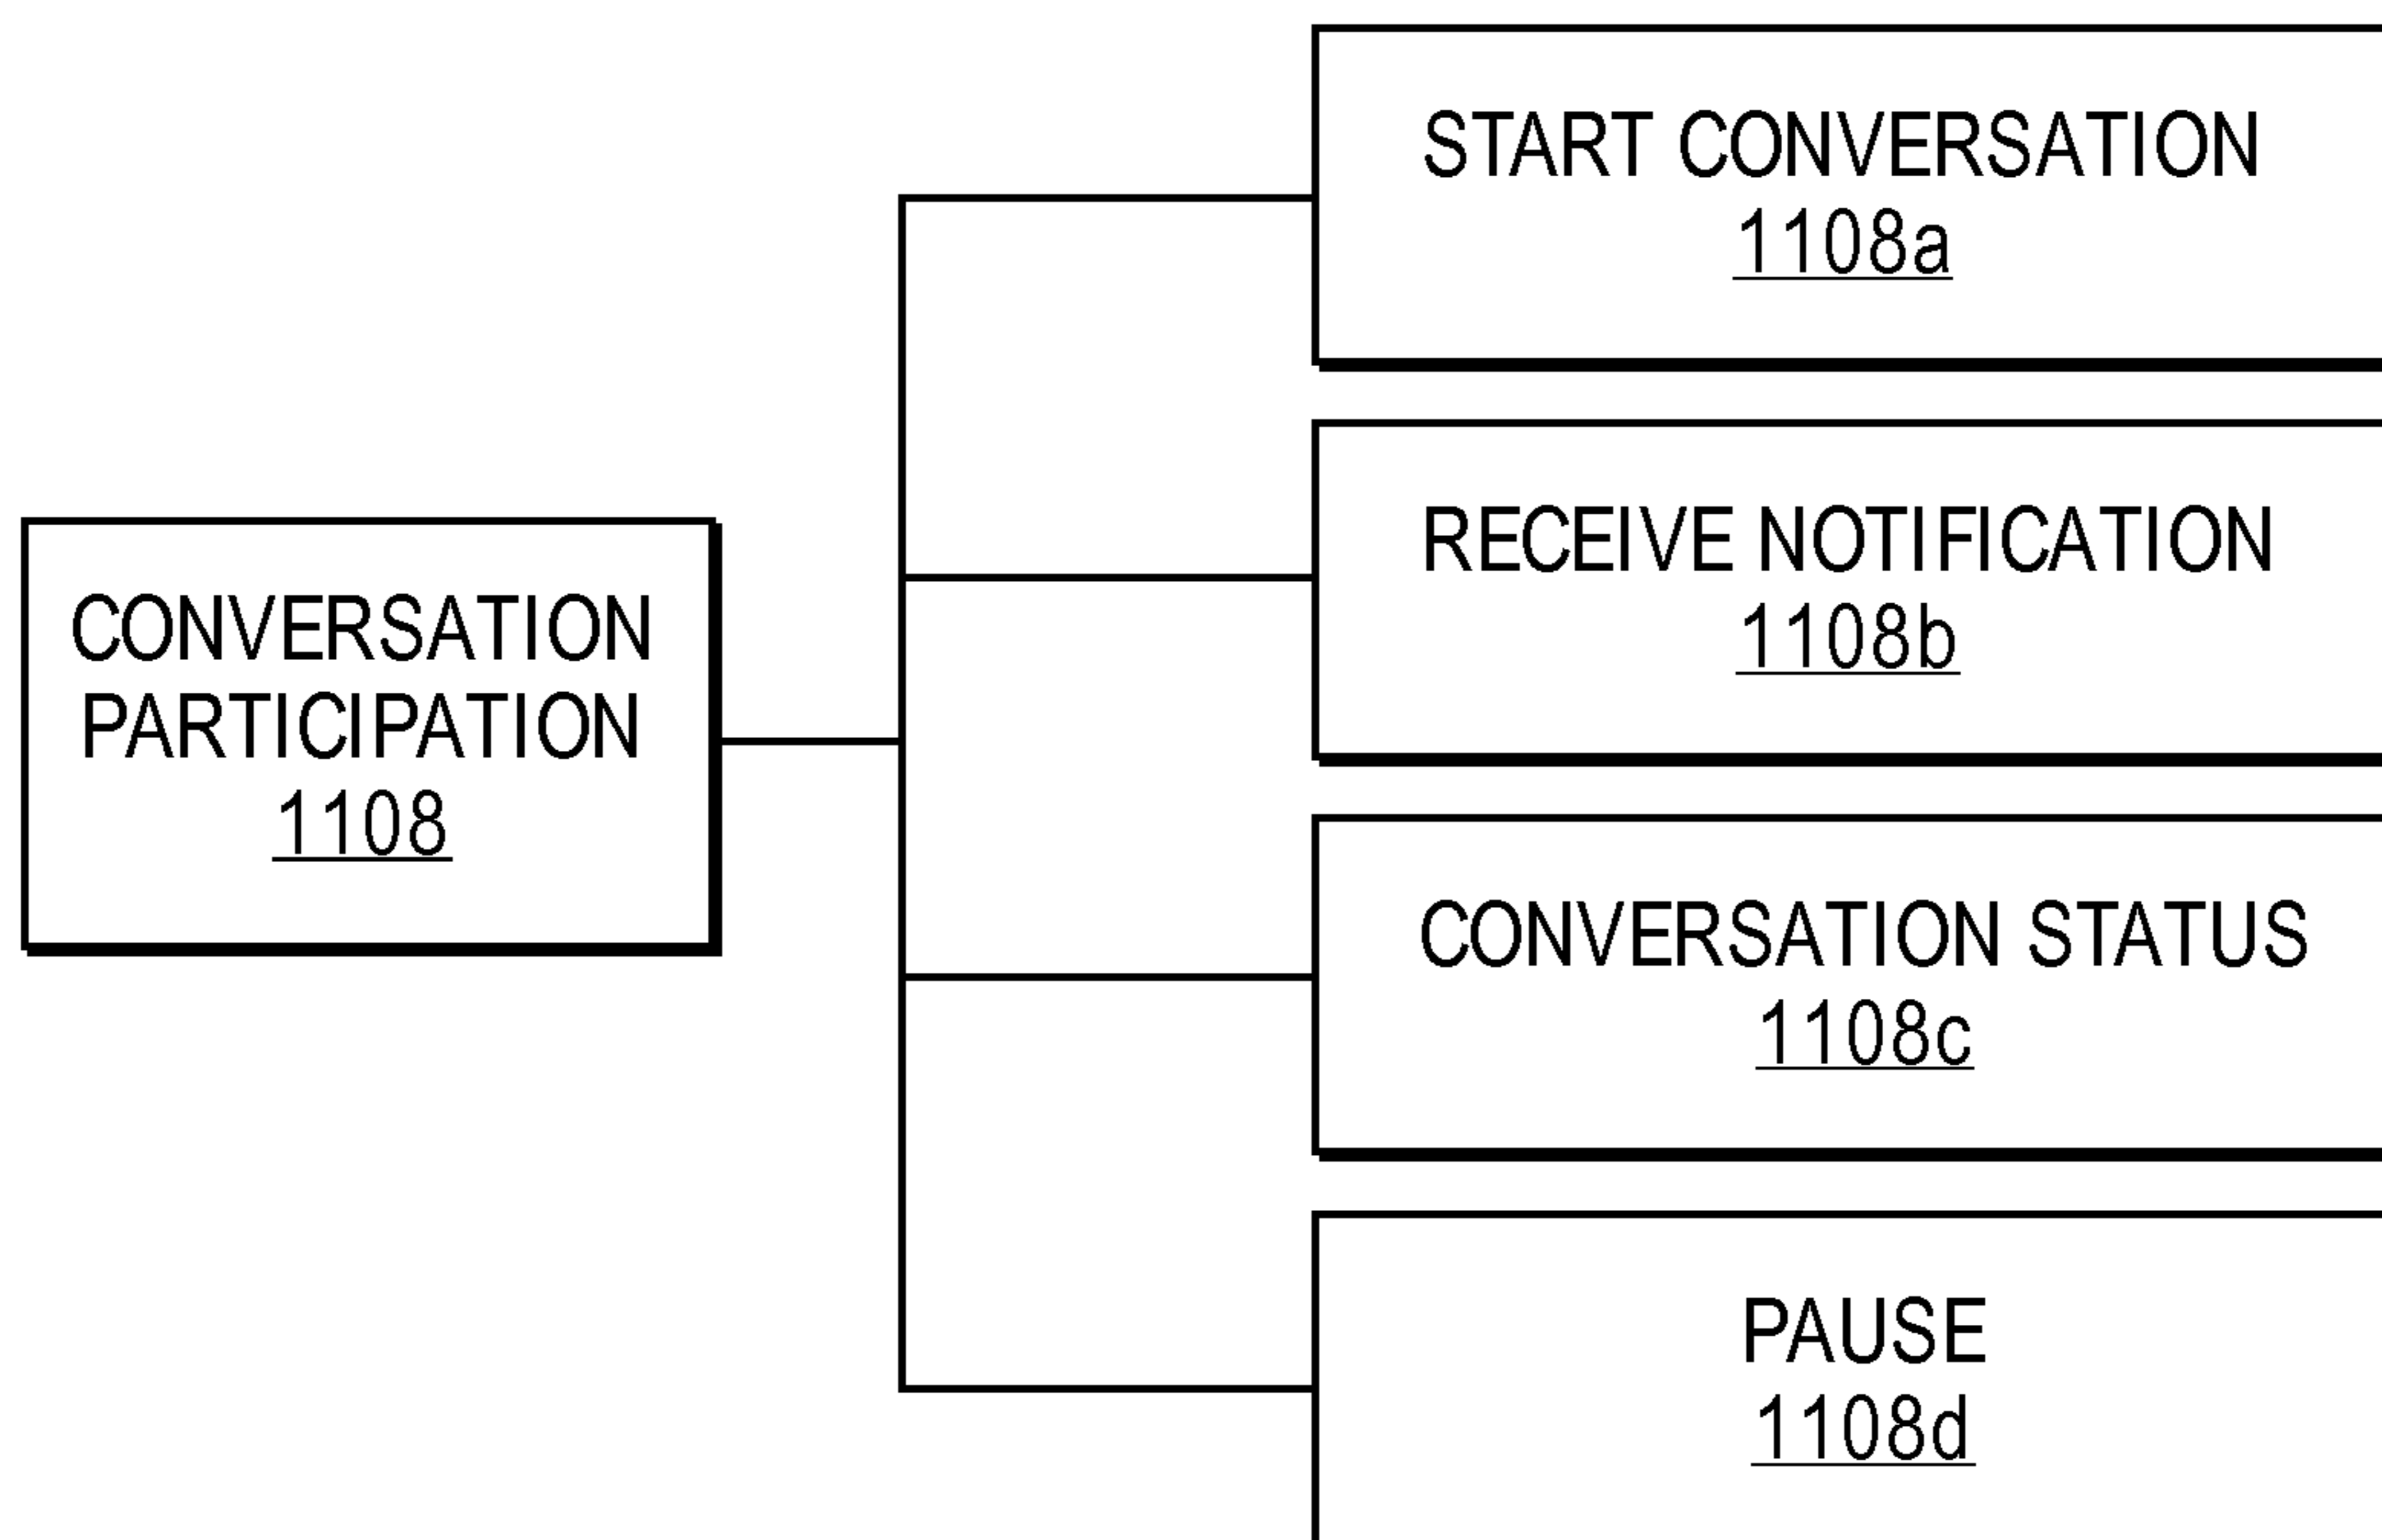 START CONVERSATION
1108a
RECEIVE NOTIFICATION
1108b
CONVERSATION
PARTICIPATION
1108
CONVERSATION STATUS
1108c
PAUSE
1108d